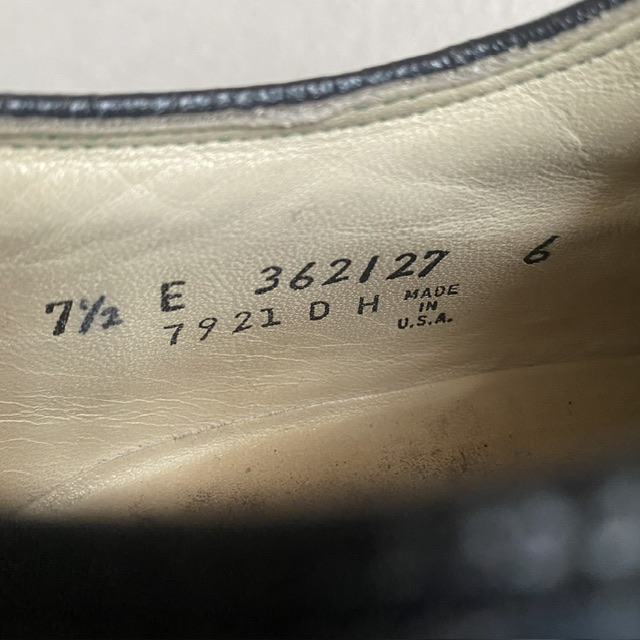 7½ E 362127 6
7921 D H MADE
IN
U.S.A.